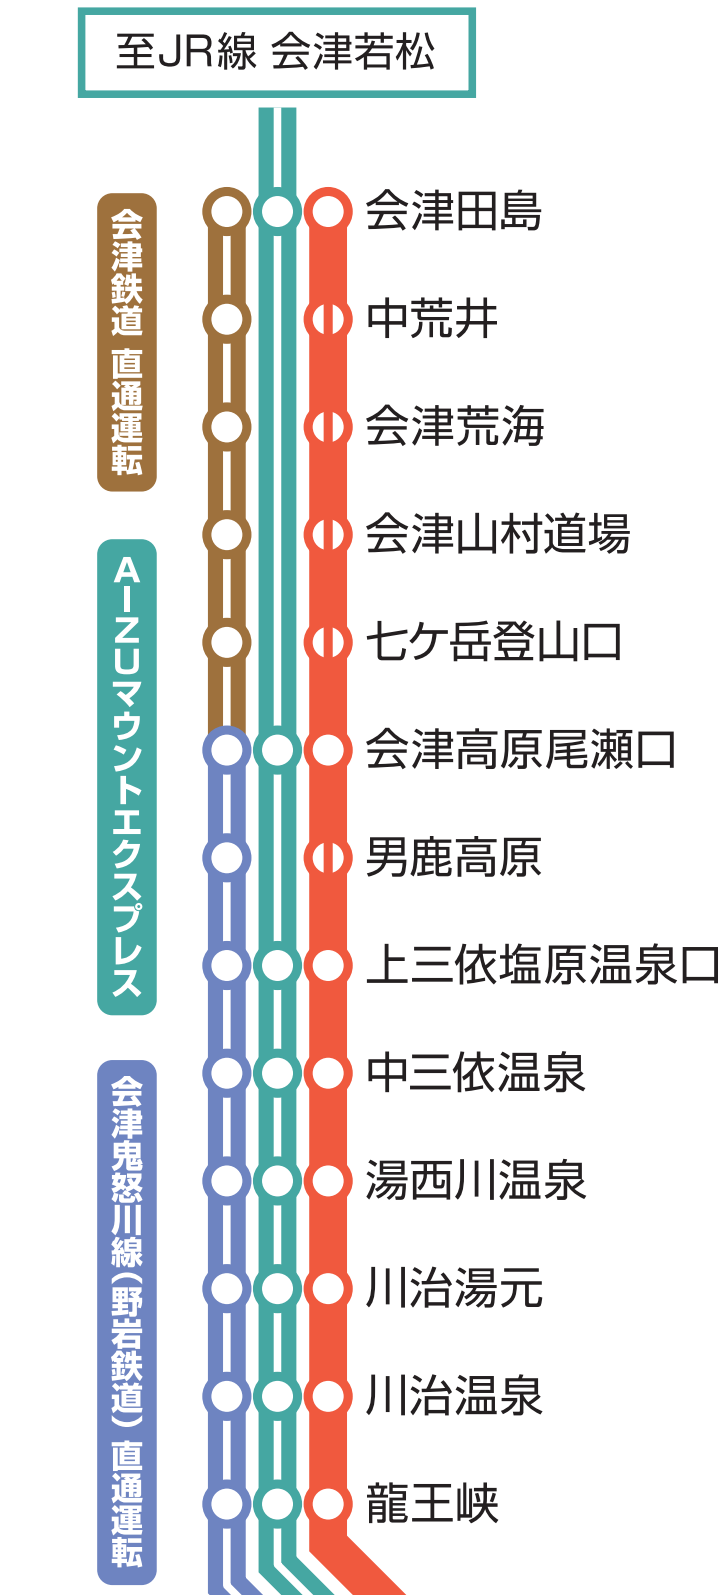 至JR線 会津若松
会津鉄道 直通運転
AIZUマウントエクスプレス
会津鬼怒川線(野岩鉄道)直通運転
会津田島
中荒井
会津荒海
会津山村道場
七ケ岳登山口
会津高原尾瀬口
男鹿高原
上三依塩原温泉口
中三依温泉
湯西川温泉
川治湯元
川治温泉
龍王峡